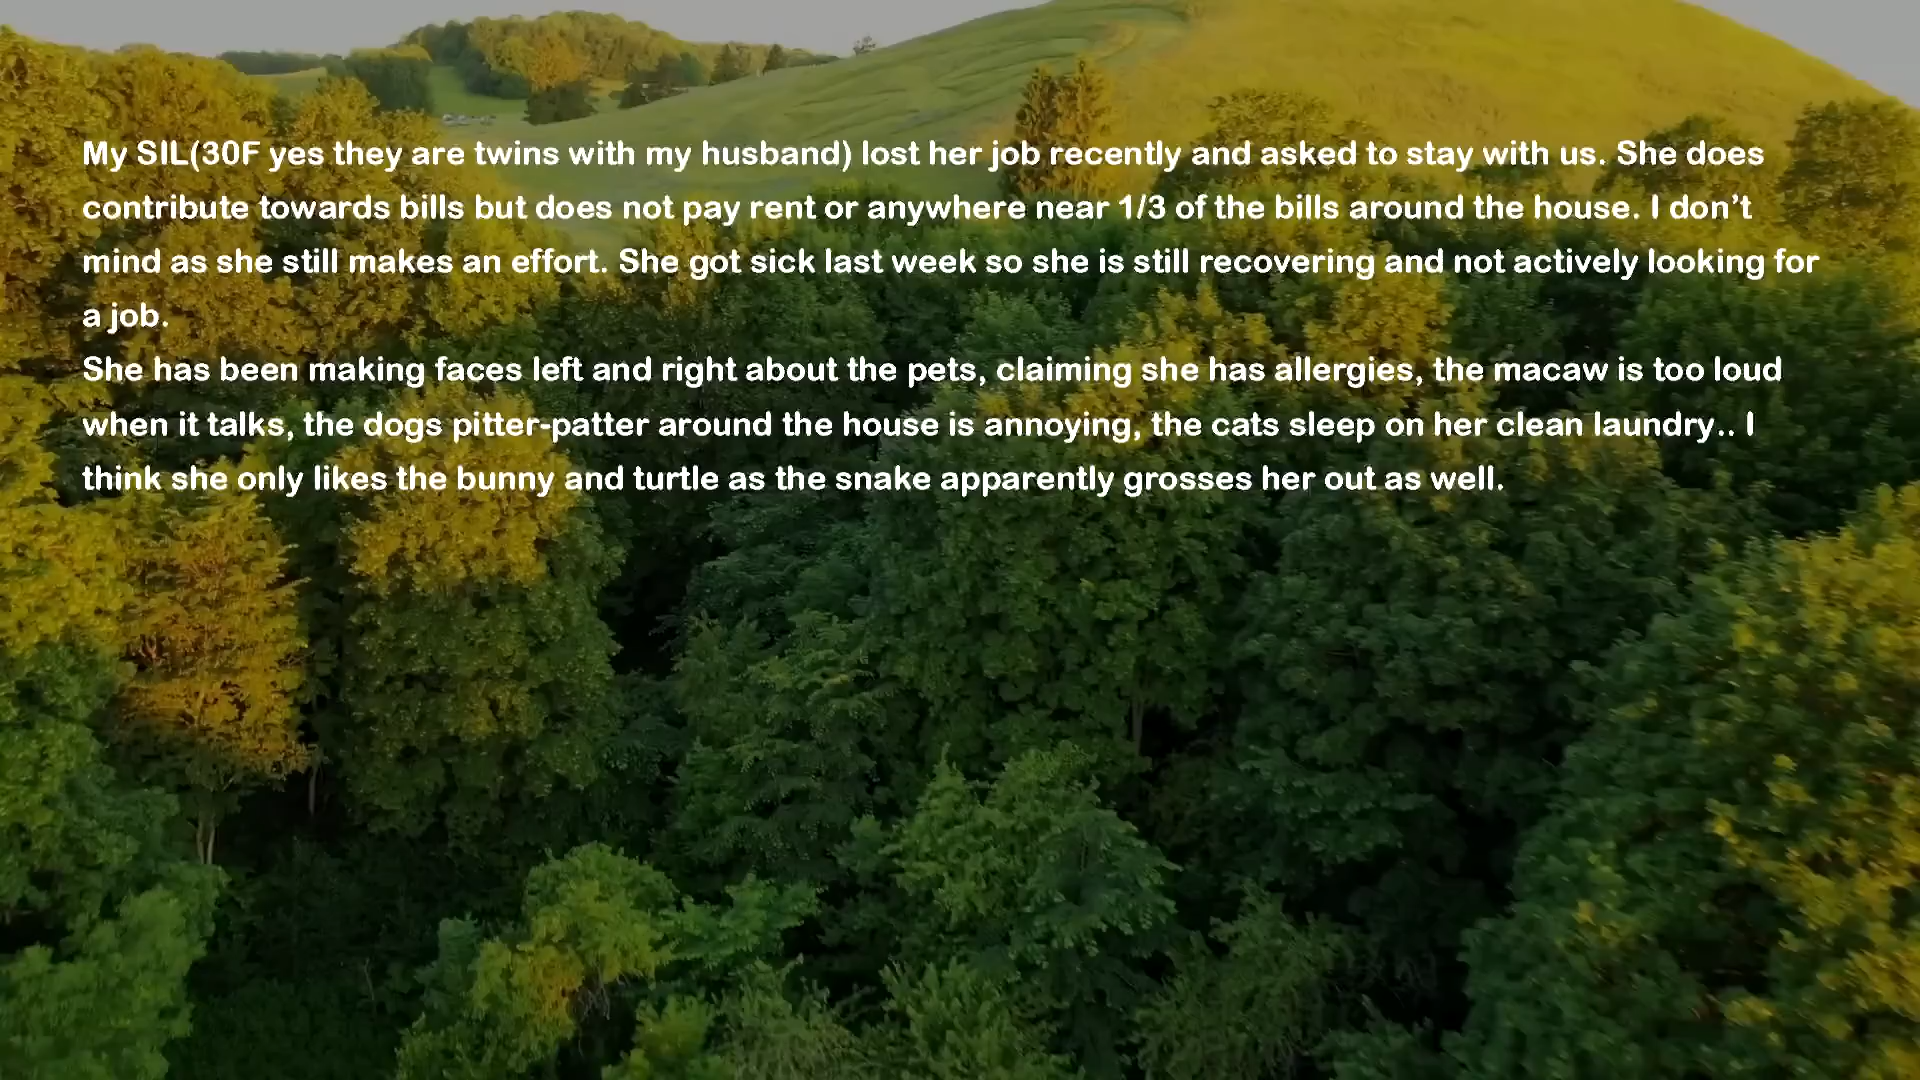 My SIL(30F yes they are twins with my husband) lost her job recently and asked to stay with us. She does
contribute towards bills but does not pay rent or anywhere near 1/3 of the bills around the house. I don’t
mind as she still makes an effort. She got sick last week so she is still recovering and not actively looking for
a job.
She has been making faces left and right about the pets, claiming she has allergies, the macaw is too loud
when it talks, the dogs pitter-patter around the house is annoying, the cats sleep on her clean laundry.. I
think she only likes the bunny and turtle as the snake apparently grosses her out as well.